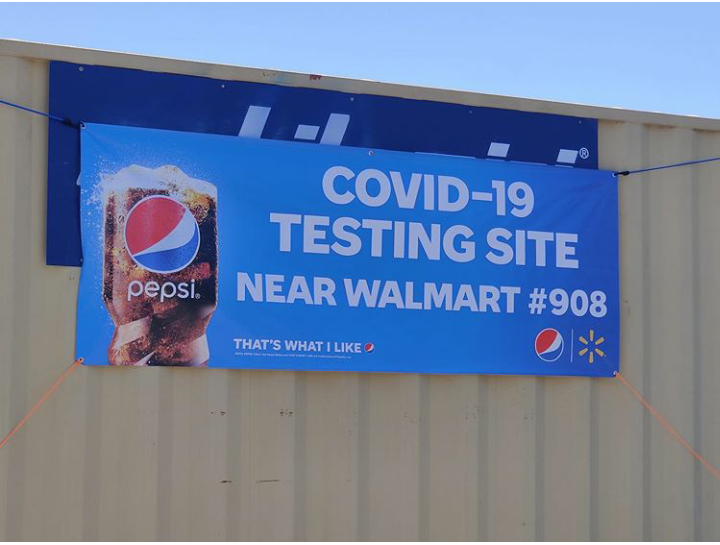 ®
COVID-19
TESTING SITE
NEAR WALMART #908
pepsi®
THAT'S WHAT I LIKE